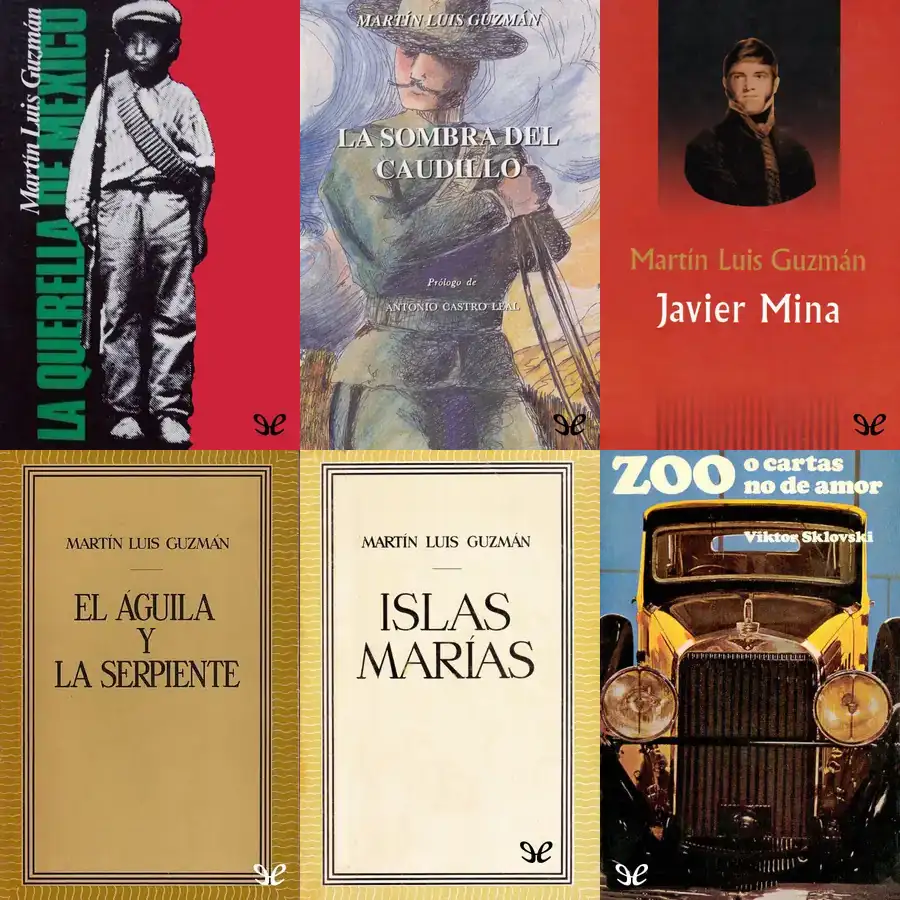 Martín Luis Guzmán
LA QUERELLA DE MÉXICO
MARTÍN LUIS GUZMÁN
LA SOMBRA DEL
CAUDILLO
Prólogo de
ANTONIO CASTRO LEAL
Martín Luis Guzmán
Javier Mina
MARTÍN LUIS GUZMÁN
EL ÁGUILA
Y
LA SERPIENTE
MARTÍN LUIS GUZMÁN
ISLAS
MARÍAS
ZOO o cartas
no de amor
Viktor Sklovski